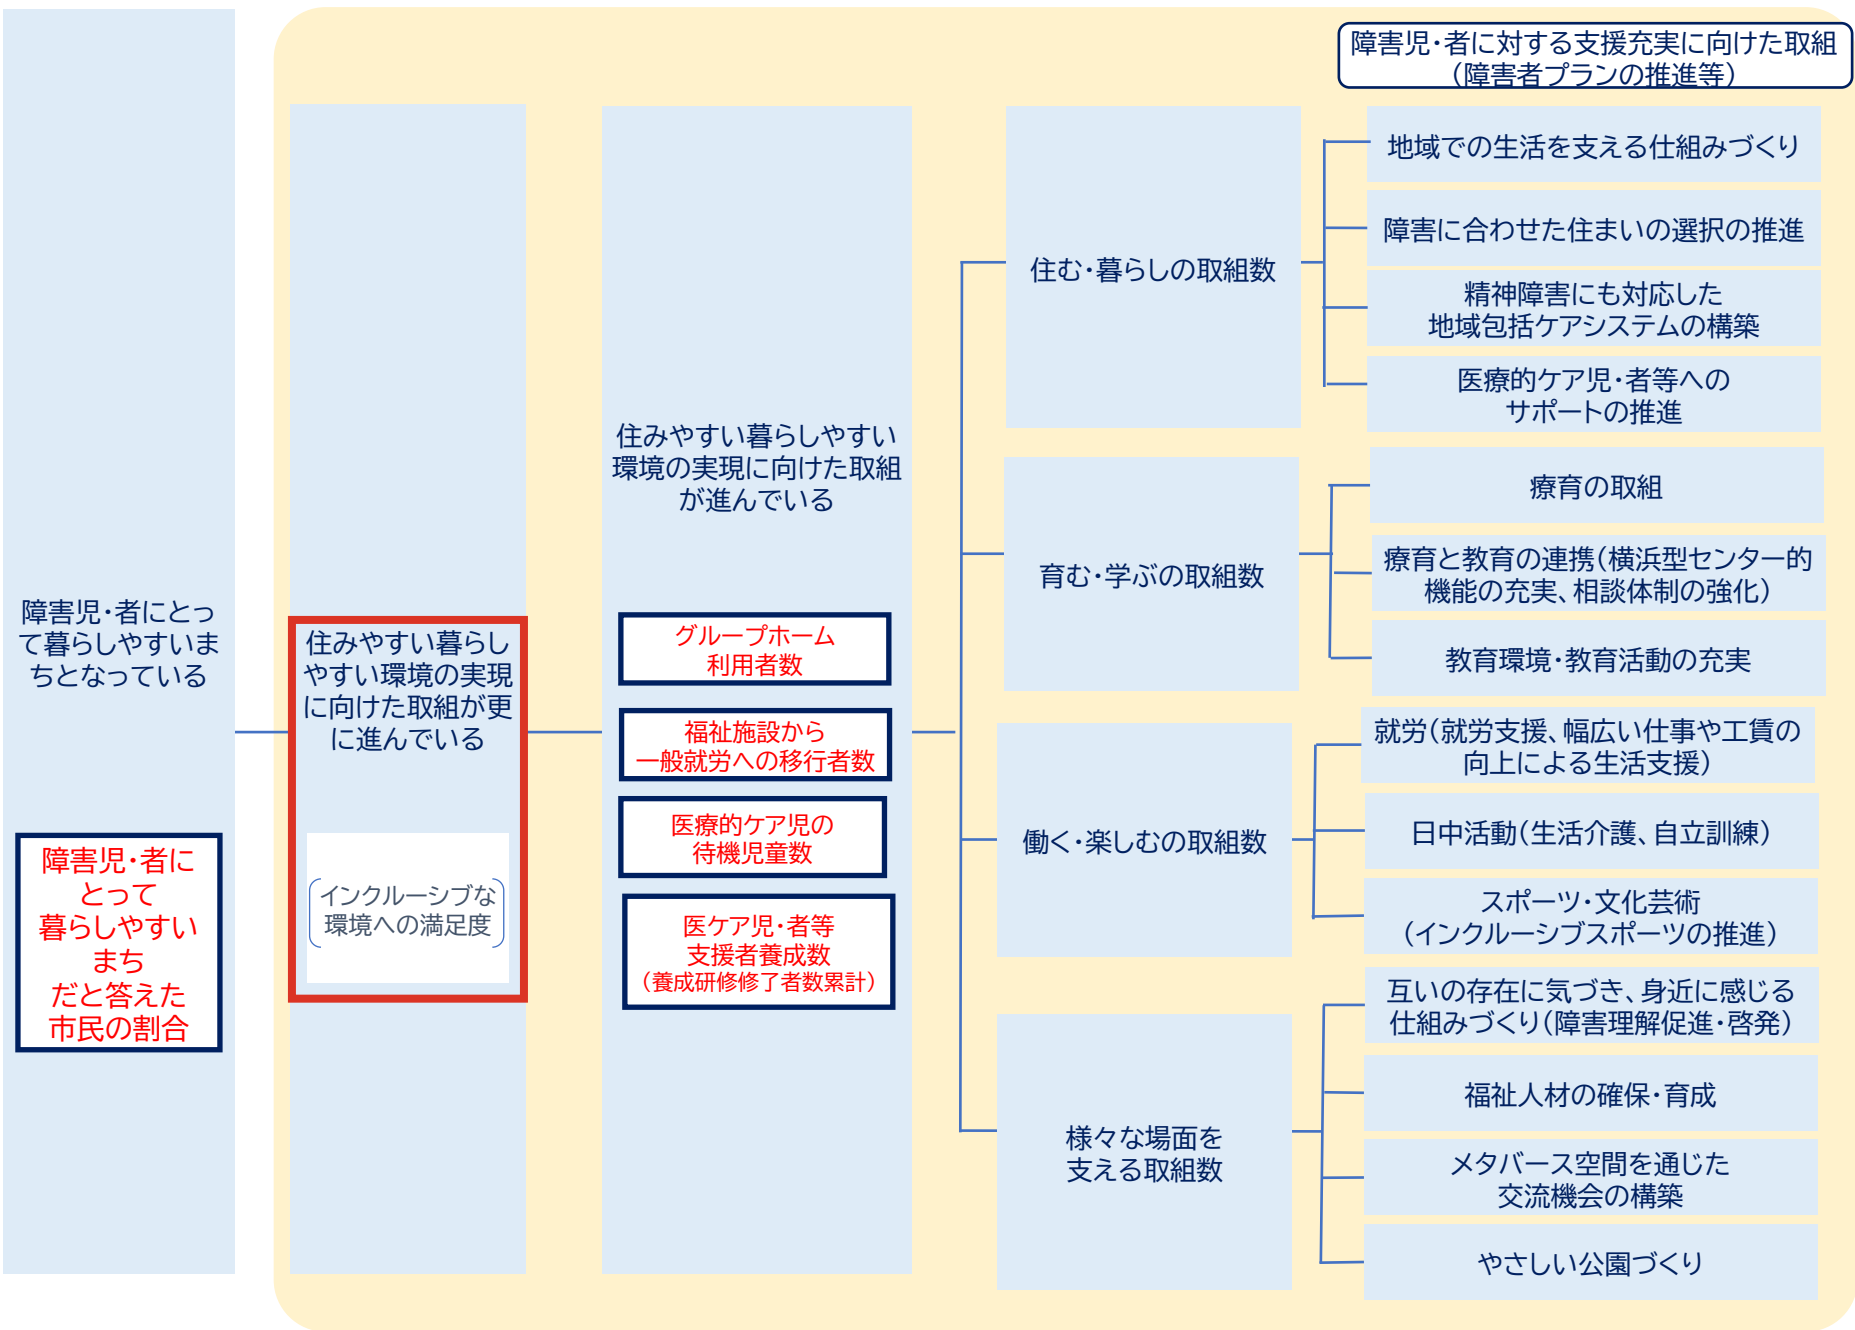 障害児・者に対する支援充実に向けた取組
（障害者プランの推進等）
障害児・者にとっ
て暮らしやすいま
ちとなっている
障害児・者に
とって
暮らしやすい
まち
だと答えた
市民の割合
住みやすい暮らし
やすい環境の実現
に向けた取組が更
に進んでいる
インクルーシブな
環境への満足度
住みやすい暮らしやすい
環境の実現に向けた取組
が進んでいる
グループホーム
利用者数
福祉施設から
一般就労への移行者数
医療的ケア児の
待機児童数
医ケア児・者等
支援者養成数
（養成研修修了者数累計）
住む・暮らしの取組数
地域での生活を支える仕組みづくり
障害に合わせた住まいの選択の推進
精神障害にも対応した
地域包括ケアシステムの構築
医療的ケア児・者等への
サポートの推進
育む・学ぶの取組数
療育の取組
療育と教育の連携（横浜型センター的
機能の充実、相談体制の強化）
教育環境・教育活動の充実
働く・楽しむの取組数
就労（就労支援、幅広い仕事や工賃の
向上による生活支援）
日中活動（生活介護、自立訓練）
スポーツ・文化芸術
（インクルーシブスポーツの推進）
様々な場面を
支える取組数
互いの存在に気づき、身近に感じる
仕組みづくり（障害理解促進・啓発）
福祉人材の確保・育成
メタバース空間を通じた
交流機会の構築
やさしい公園づくり